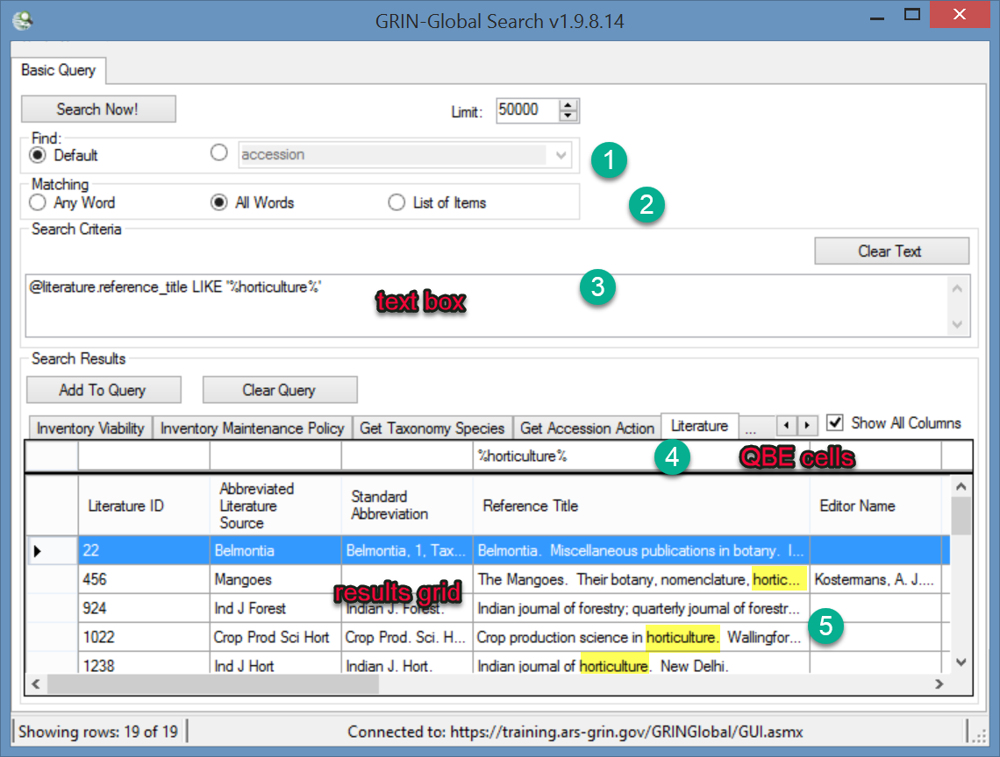 GRIN-Global Search v1.9.8.14
Basic Query
Search Now!
Limit: 50000
Find:
Default accession
1
Matching
Any Word All Words List of Items
2
Search Criteria
Clear Text
@literature.reference_title LIKE '%horticulture%'
text box
3
Search Results
Add To Query Clear Query
Inventory Viability Inventory Maintenance Policy Get Taxonomy Species Get Accession Action Literature ... Show All Columns
%horticulture% 4 QBE cells
Literature ID Abbreviated Literature Source Standard Abbreviation Reference Title Editor Name
22 Belmontia Belmontia, 1, Tax... Belmontia. Miscellaneous publications in botany. I...
456 Mangoes The Mangoes. Their botany, nomenclature, hortic... Kostermans, A. J....
results grid
924 Ind J Forest Indian J. Forest. Indian journal of forestry; quarterly journal of forestr...
1022 Crop Prod Sci Hort Crop Prod. Sci. H... Crop production science in horticulture. Wallingfor... 5
1238 Ind J Hort Indian J. Hort. Indian journal of horticulture. New Delhi.
Showing rows: 19 of 19 Connected to: https://training.ars-grin.gov/GRINGlobal/GUI.asmx